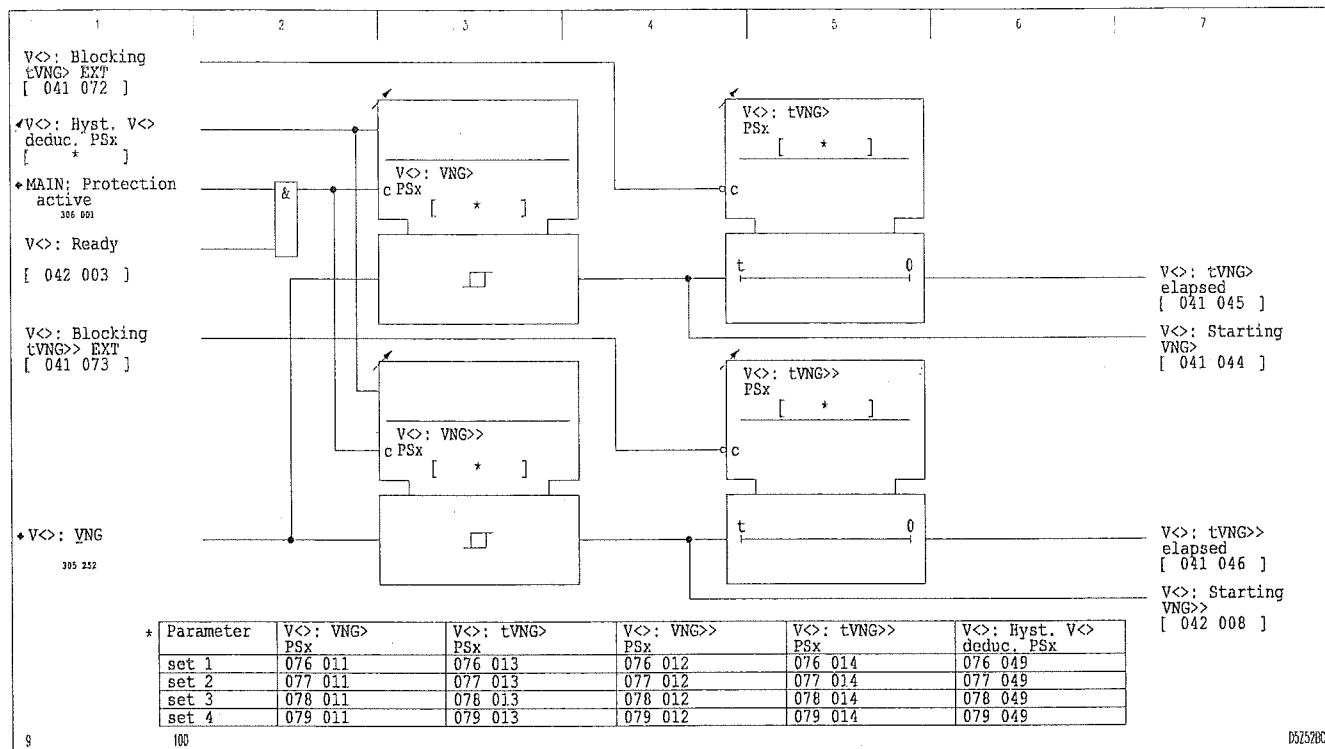 1 2 3 4 5 6 7
V<>: Blocking
tVNG> EXT
[ 041 072 ]
V<>: Hyst. V<>
deduc. PSx
[ * ]
MAIN: Protection
active
306 001
V<>: Ready
[ 042 003 ]
V<>: Blocking
tVNG>> EXT
[ 041 073 ]
V<>: VNG
305 252
&
V<>: VNG>
c PSx
[ * ]
V<>: tVNG>
PSx
[ * ]
c
t 0
V<>: tVNG>
elapsed
[ 041 045 ]
V<>: Starting
VNG>
[ 041 044 ]
V<>: VNG>>
c PSx
[ * ]
V<>: tVNG>>
PSx
[ * ]
c
t 0
V<>: tVNG>>
elapsed
[ 041 046 ]
V<>: Starting
VNG>>
[ 042 008 ]
* Parameter V<>: VNG> PSx V<>: tVNG> PSx V<>: VNG>> PSx V<>: tVNG>> PSx V<>: Hyst. V<> deduc. PSx
set 1 076 011 076 013 076 012 076 014 076 049
set 2 077 011 077 013 077 012 077 014 077 049
set 3 078 011 078 013 078 012 078 014 078 049
set 4 079 011 079 013 079 012 079 014 079 049
9 100 D5Z52B0